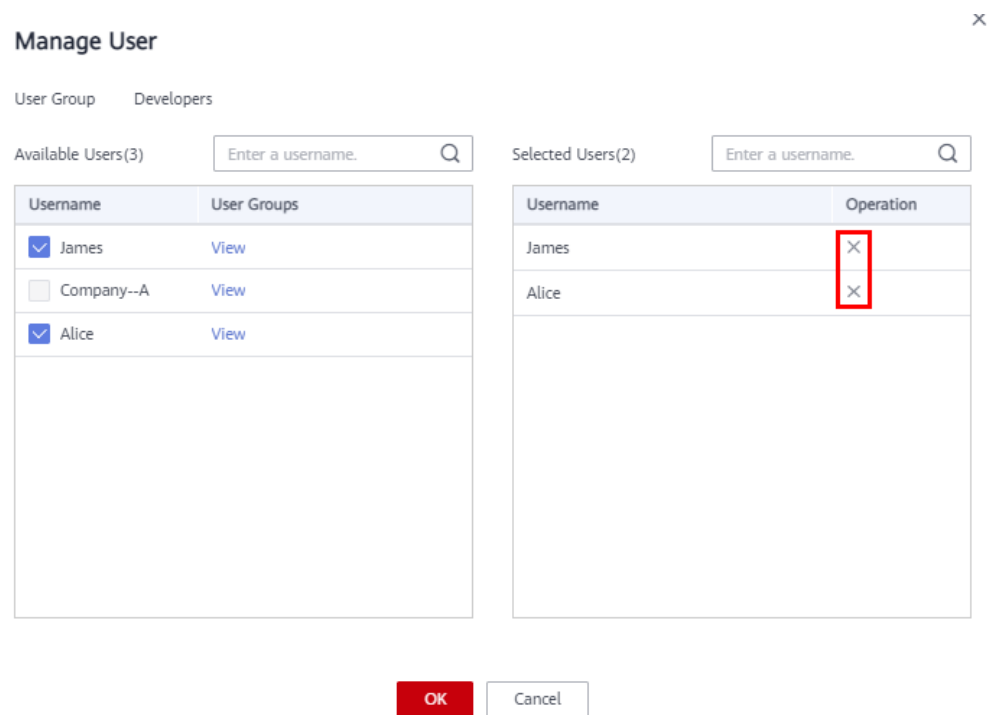 Manage User
User Group Developers
Available Users(3) Enter a username.
Username User Groups
James View
Company--A View
Alice View
Selected Users(2) Enter a username.
Username Operation
James
Alice
OK Cancel